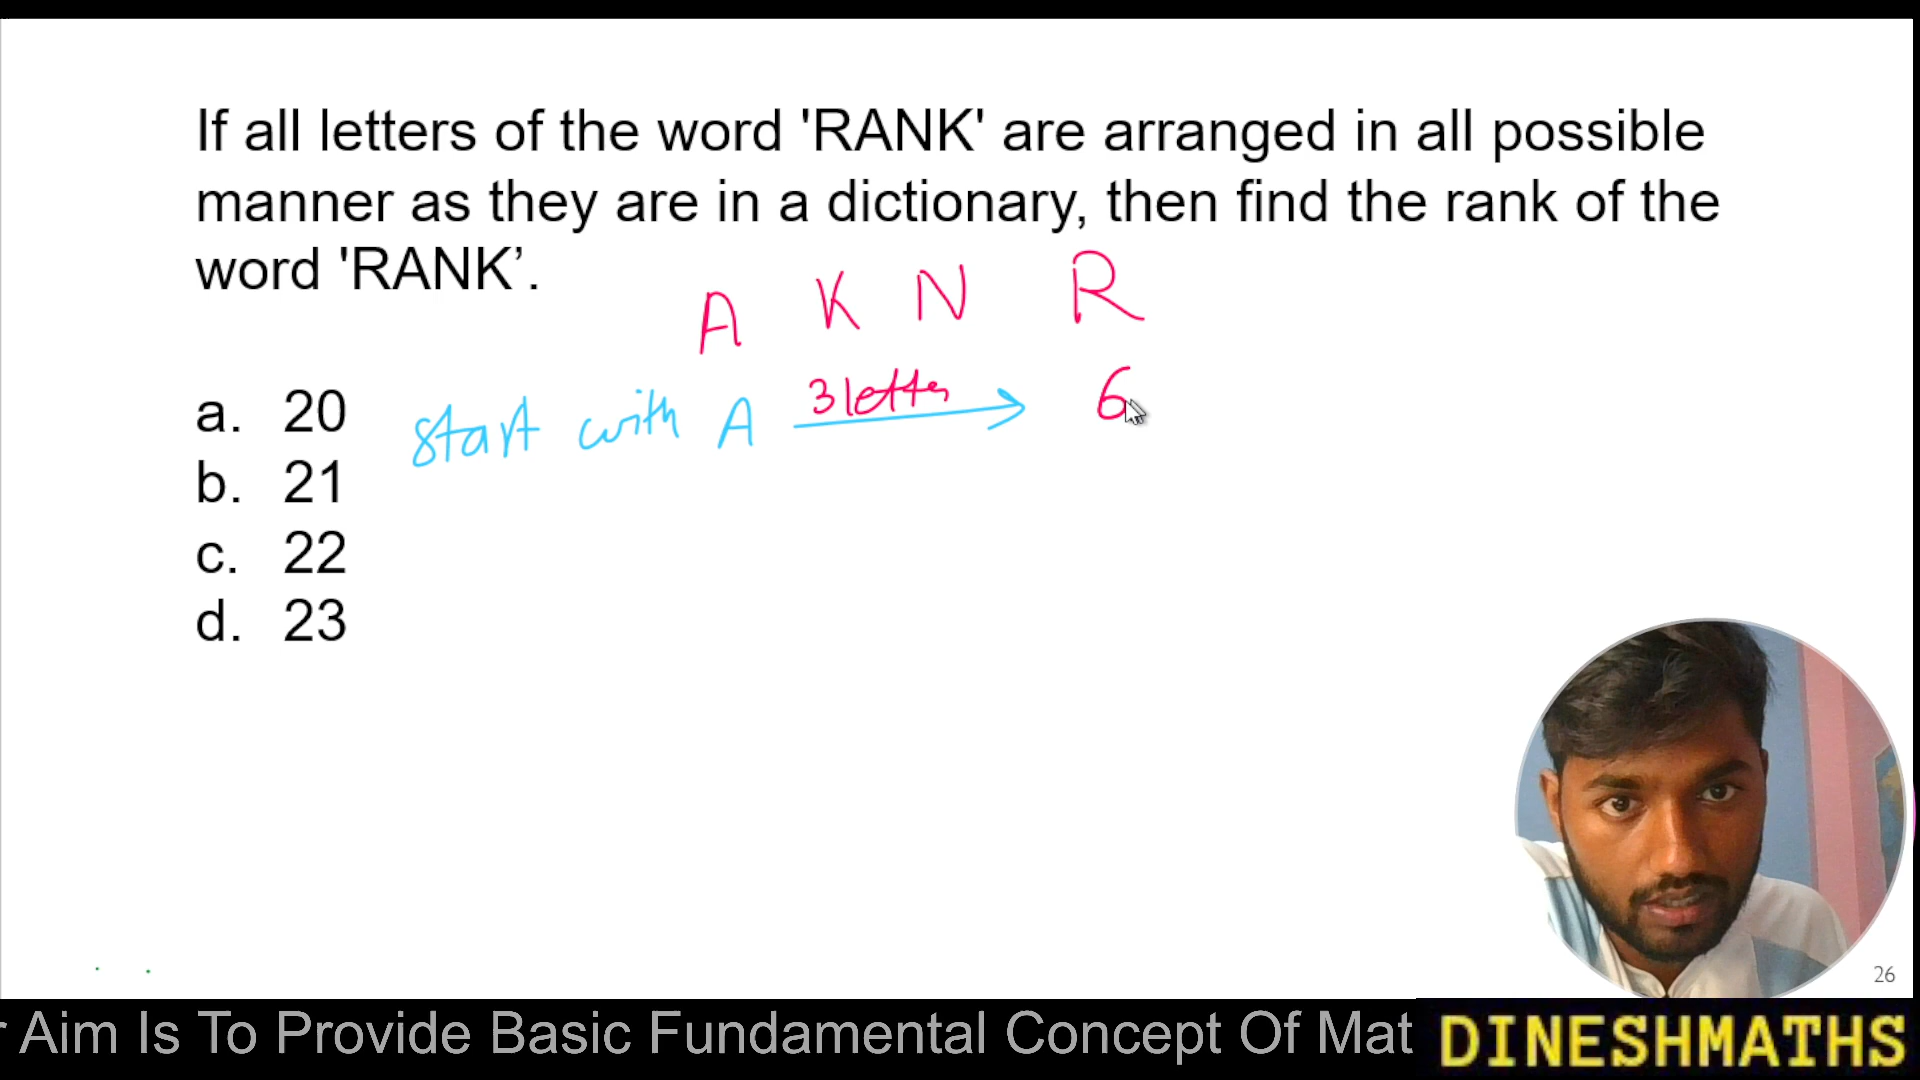 If all letters of the word 'RANK' are arranged in all possible
manner as they are in a dictionary, then find the rank of the
word 'RANK’.
A K N R
a. 20
start with A 3 letter 6
b. 21
c. 22
d. 23
26
r Aim Is To Provide Basic Fundamental Concept Of Mat
DINESHMATHS